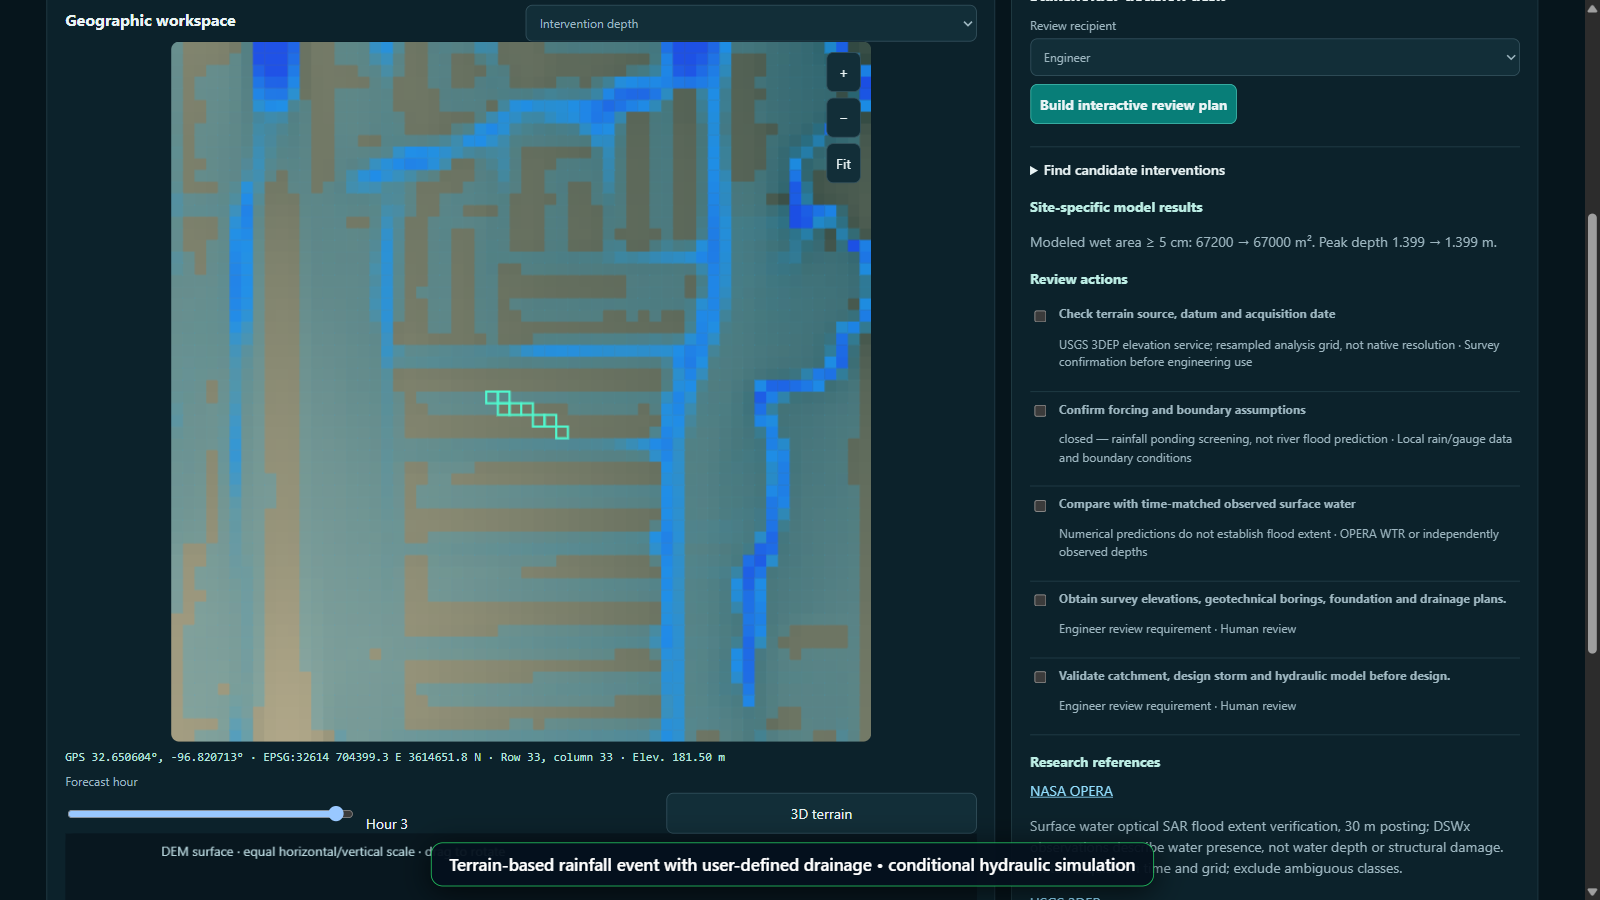 Geographic workspace
Intervention depth
+
−
Fit
GPS 32.650604°, -96.820713° · EPSG:32614 704399.3 E 3614651.8 N · Row 33, column 33 · Elev. 181.50 m
Forecast hour
Hour 3
3D terrain
DEM surface · equal horizontal/vertical scale ·
Terrain-based rainfall event with user-defined drainage • conditional hydraulic simulation
Review recipient
Engineer
Build interactive review plan
▶ Find candidate interventions
Site-specific model results
Modeled wet area ≥ 5 cm: 67200 → 67000 m². Peak depth 1.399 → 1.399 m.
Review actions
Check terrain source, datum and acquisition date
USGS 3DEP elevation service; resampled analysis grid, not native resolution · Survey
confirmation before engineering use
Confirm forcing and boundary assumptions
closed — rainfall ponding screening, not river flood prediction · Local rain/gauge data
and boundary conditions
Compare with time-matched observed surface water
Numerical predictions do not establish flood extent · OPERA WTR or independently
observed depths
Obtain survey elevations, geotechnical borings, foundation and drainage plans.
Engineer review requirement · Human review
Validate catchment, design storm and hydraulic model before design.
Engineer review requirement · Human review
Research references
NASA OPERA
Surface water optical SAR flood extent verification, 30 m posting; DSWx
water presence, not water depth or structural damage.
and grid; exclude ambiguous classes.